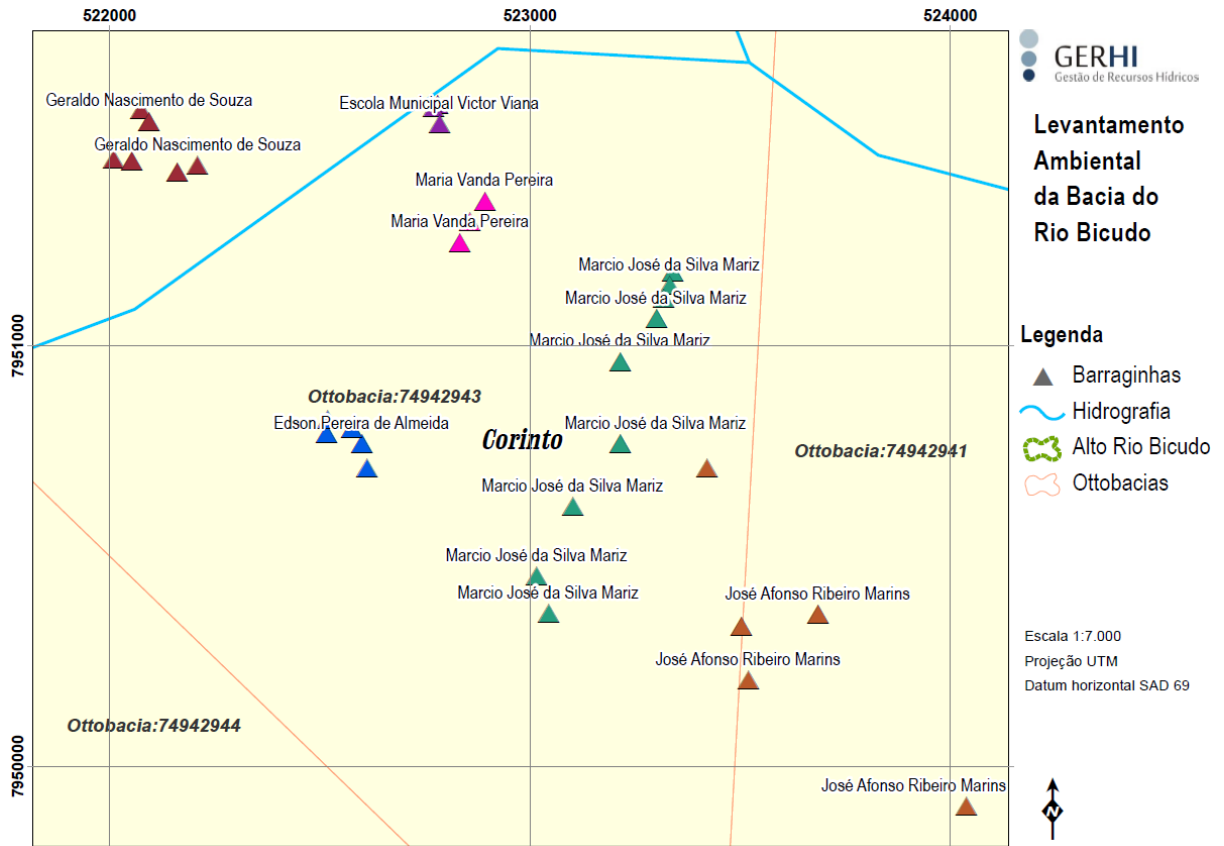 522000
523000
524000
7951000
7950000
Geraldo Nascimento de Souza
Escola Municipal Victor Viana
Geraldo Nascimento de Souza
Maria Vanda Pereira
Maria Vanda Pereira
Marcio José da Silva Mariz
Marcio José da Silva Mariz
Marcio José da Silva Mariz
Ottobacia:74942943
Edson Pereira de Almeida
Corinto
Marcio José da Silva Mariz
Ottobacia:74942941
Marcio José da Silva Mariz
Marcio José da Silva Mariz
Marcio José da Silva Mariz
José Afonso Ribeiro Marins
José Afonso Ribeiro Marins
Ottobacia:74942944
José Afonso Ribeiro Marins
GERHI
Gestão de Recursos Hídricos
Levantamento
Ambiental
da Bacia do
Rio Bicudo
Legenda
Barraginhas
Hidrografia
Alto Rio Bicudo
Ottobacias
Escala 1:7.000
Projeção UTM
Datum horizontal SAD 69
N